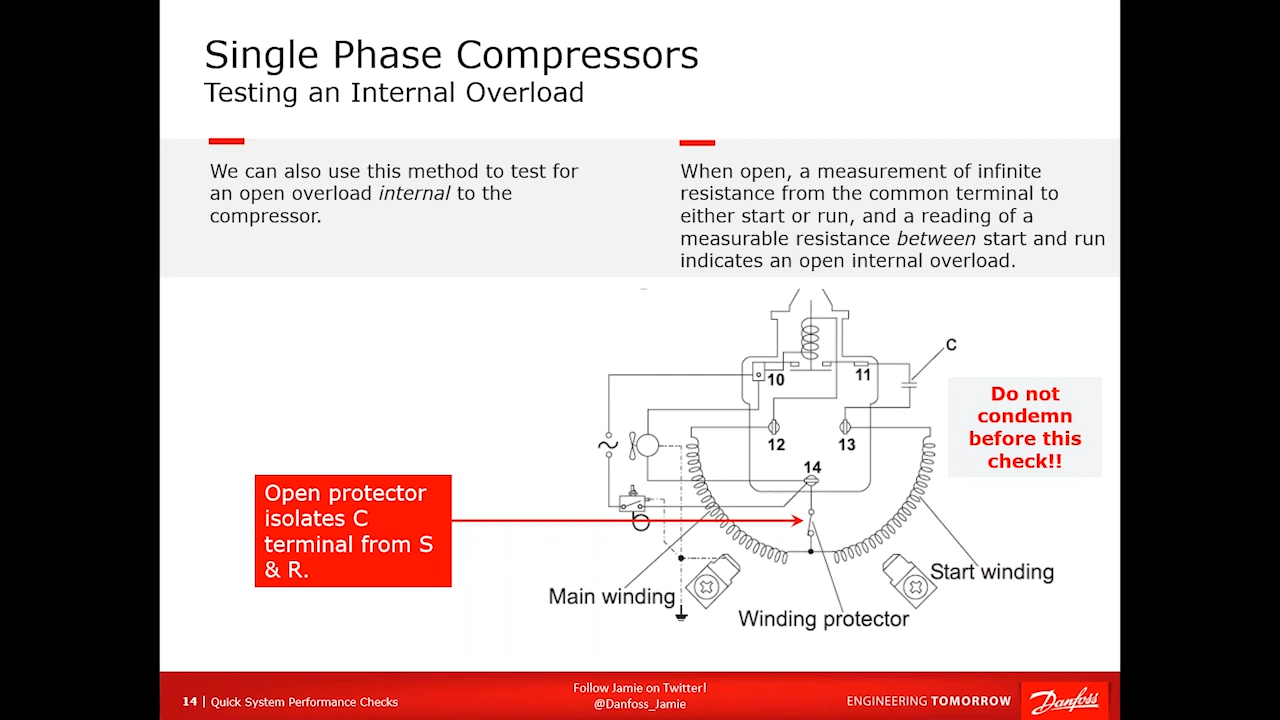 Single Phase Compressors
Testing an Internal Overload
We can also use this method to test for
an open overload internal to the
compressor.
When open, a measurement of infinite
resistance from the common terminal to
either start or run, and a reading of a
measurable resistance between start and run
indicates an open internal overload.
C
10
11
12
13
14
Do not
condemn
before this
check!!
Open protector
isolates C
terminal from S
& R.
Main winding
Start winding
Winding protector
14 | Quick System Performance Checks
Follow Jamie on Twitter!
@Danfoss_Jamie
ENGINEERING TOMORROW
Danfoss